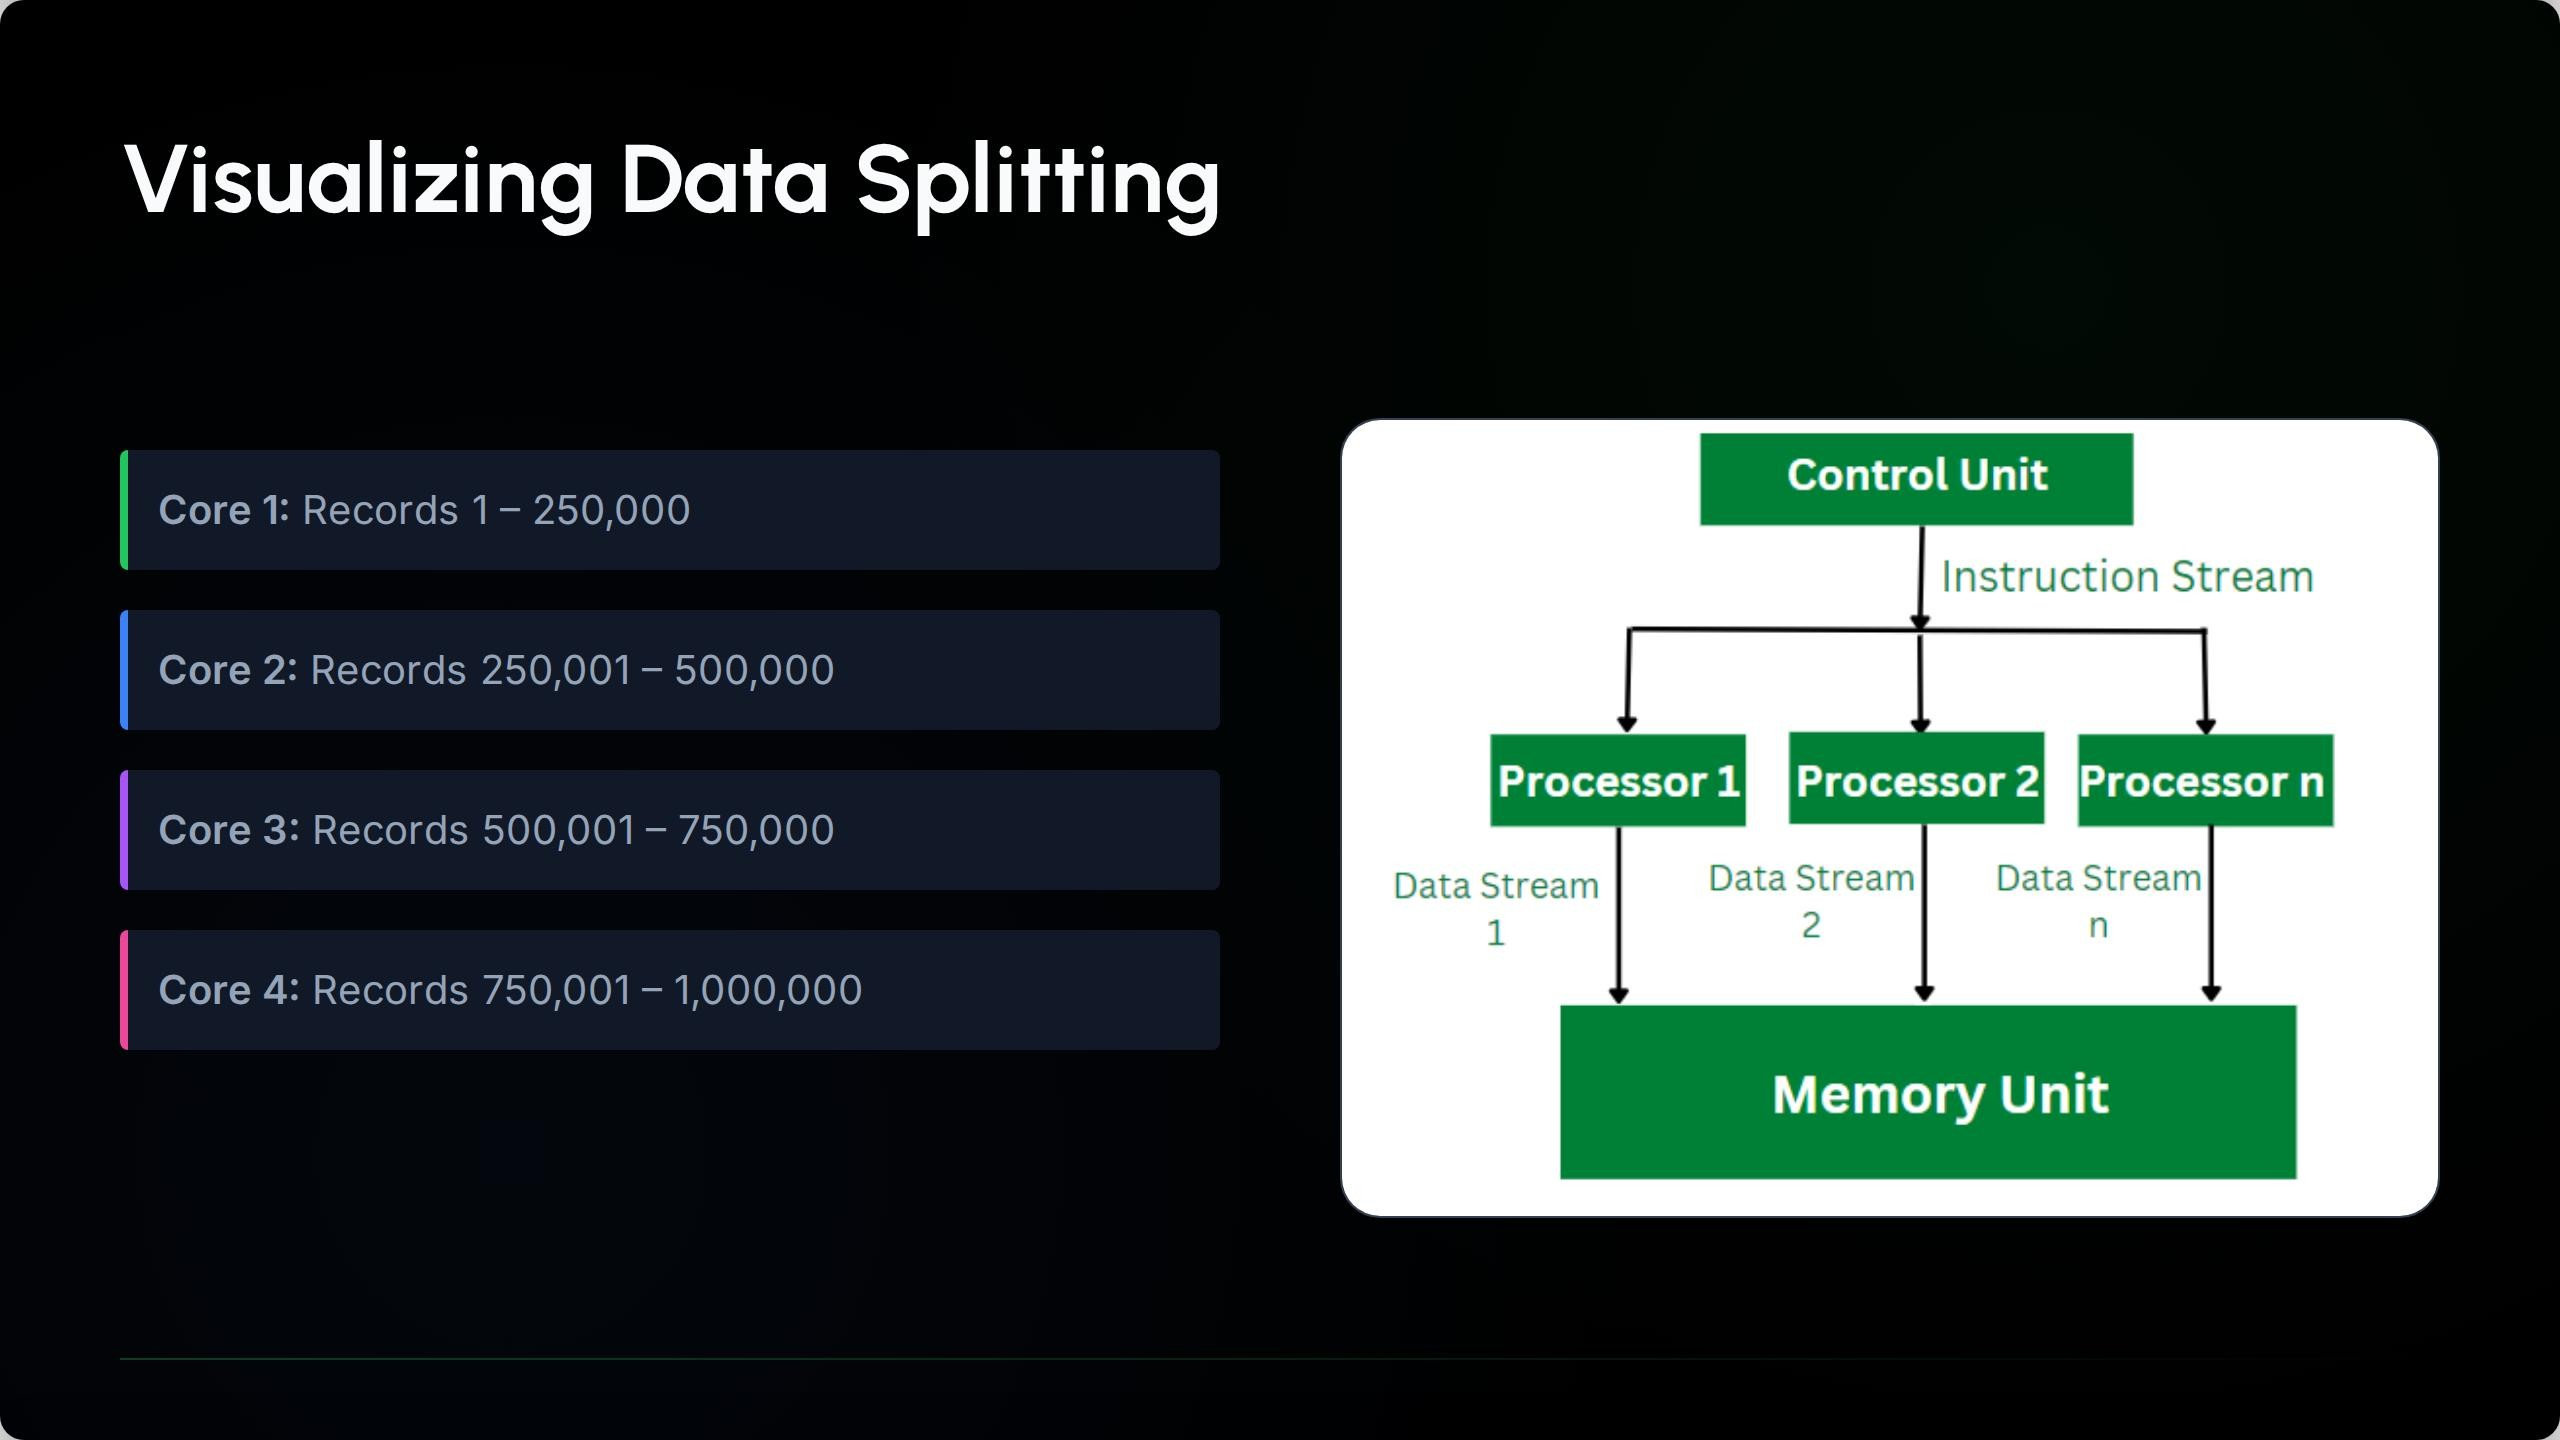 Visualizing Data Splitting
Core 1: Records 1 – 250,000
Core 2: Records 250,001 – 500,000
Core 3: Records 500,001 – 750,000
Core 4: Records 750,001 – 1,000,000
Control Unit
Instruction Stream
Processor 1
Processor 2
Processor n
Data Stream
1
Data Stream
2
Data Stream
n
Memory Unit